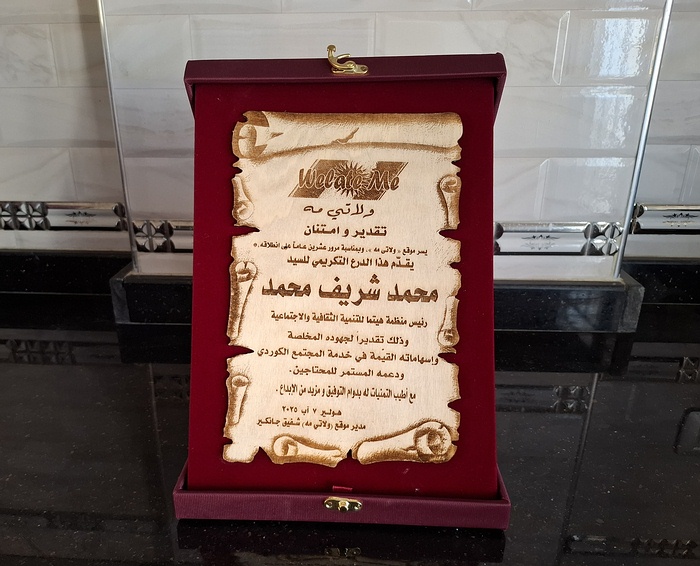 Welate Me
ولاتي مه
تقدير و امتنان
يسر موقع « ولاتي مه »، وبمناسبة مرور عشرين عاماً على انطلاقه، ‏
يقدّم هذا الدرع التكريمي للسيد
محمد شريف محمد
رئيس منظمة هيتما للتنمية الثقافية والاجتماعية
وذلك تقديراً لجهوده المخلصة
وإسهاماته القيمة في خدمة المجتمع الكوردي
ودعمه المستمر للمحتاجين.
مع أطيب التمنيات له بدوام التوفيق و مزيد من الابداع .
هولير ٧ آب ٢٠٢٥
مدير موقع (ولاتي مه) شفيق جانكير